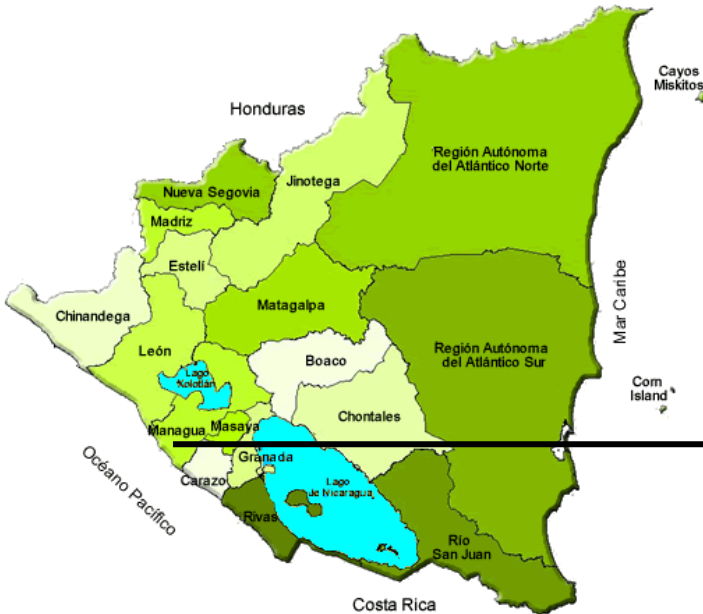 Cayos
Miskitos
Honduras
Región Autónoma
del Atlántico Norte
Jinotega
Nueva Segovia
Madriz
Estelí
Mar Caribe
Chinandega
Matagalpa
León
Boaco
Región Autónoma
del Atlántico Sur
Lago
Xolotlán
Corn
Island
Chontales
Managua
Masaya
Granada
Océano Pacífico
Carazo
Lago
de Nicaragua
Rivas
Río
San Juan
Costa Rica